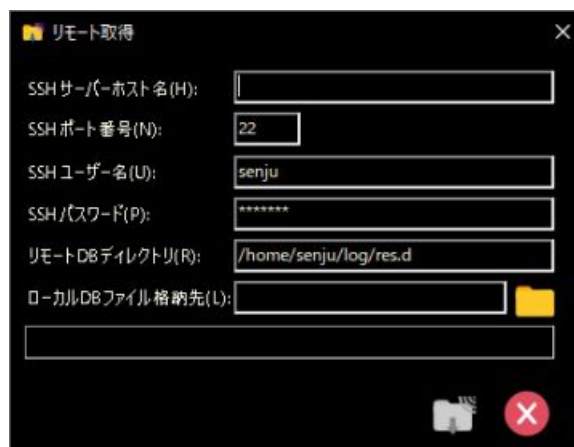 リモート取得
SSHサーバーホスト名(H):
SSHポート番号(N): 22
SSHユーザー名(U): senju
SSHパスワード(P): *******
リモートDBディレクトリ(R): /home/senju/log/res.d
ローカルDBファイル格納先(L):